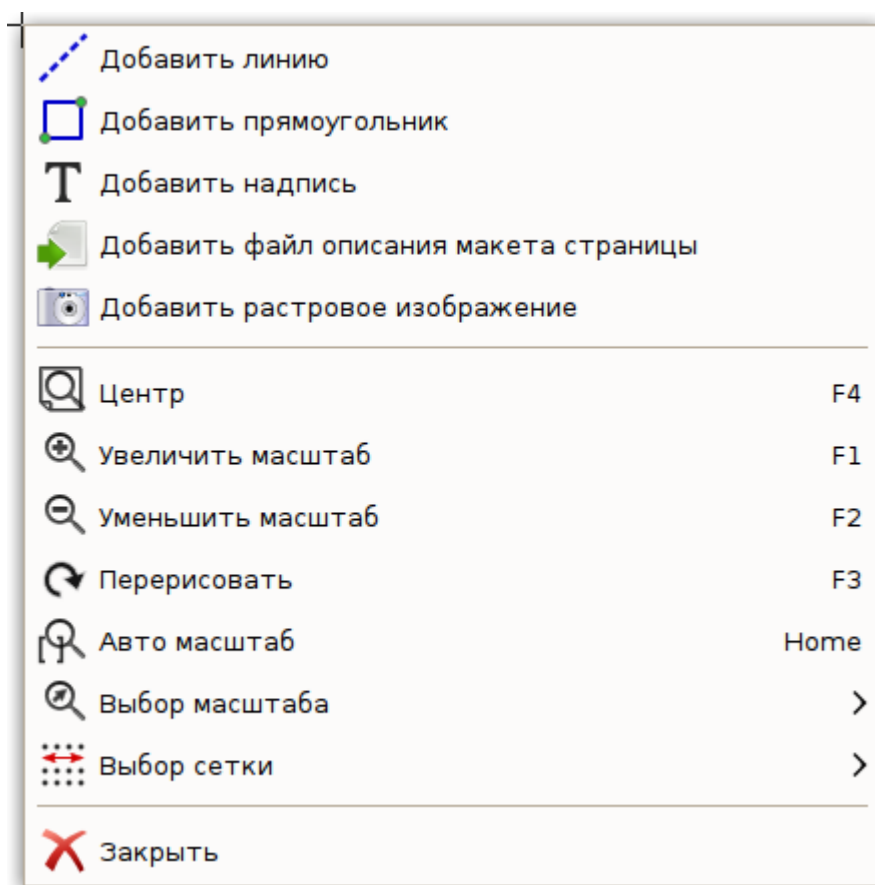 Добавить линию
Добавить прямоугольник
T Добавить надпись
Добавить файл описания макета страницы
Добавить растровое изображение
Центр F4
Увеличить масштаб F1
Уменьшить масштаб F2
Перерисовать F3
Авто масштаб Home
Выбор масштаба
Выбор сетки
Закрыть